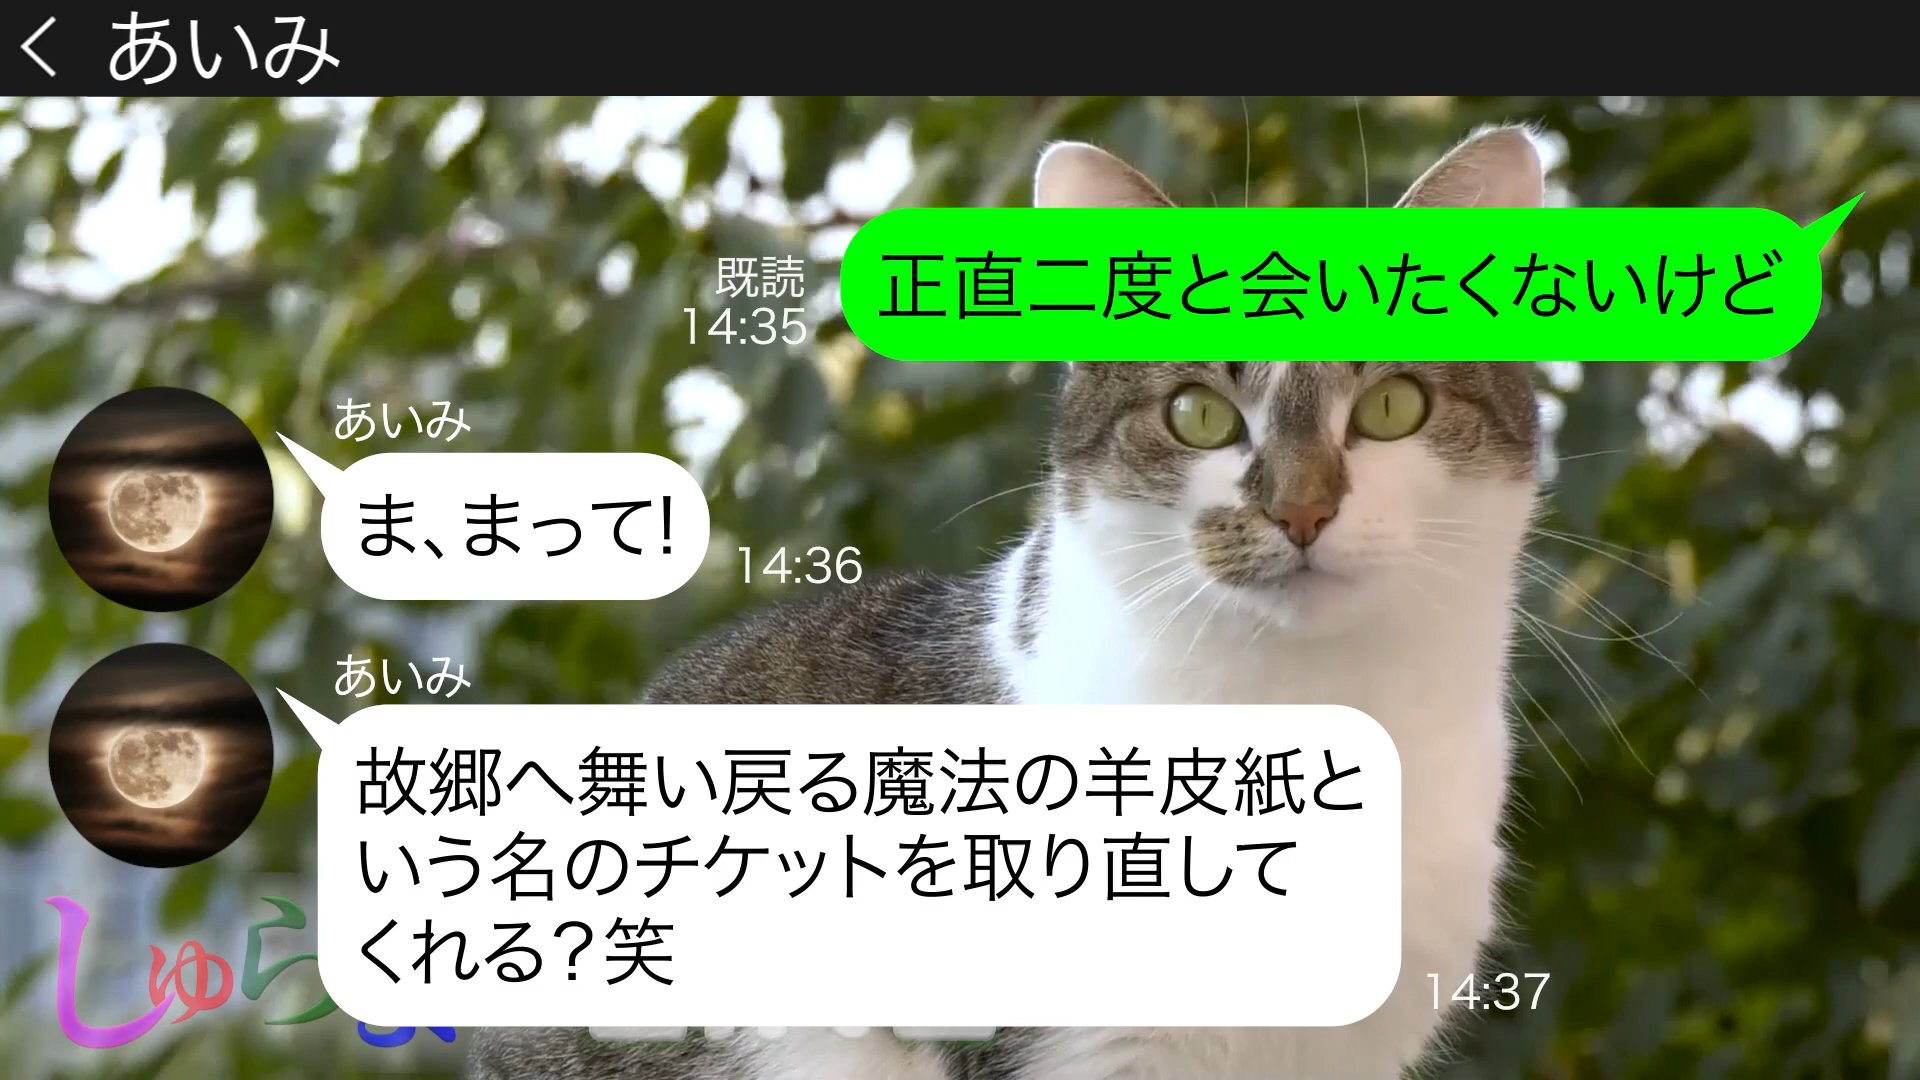 あいみ
正直二度と会いたくないけど
既読
14:35
あいみ
ま、まって!
14:36
あいみ
故郷へ舞い戻る魔法の羊皮紙と
いう名のチケットを取り直して
くれる?笑
14:37
しゅら